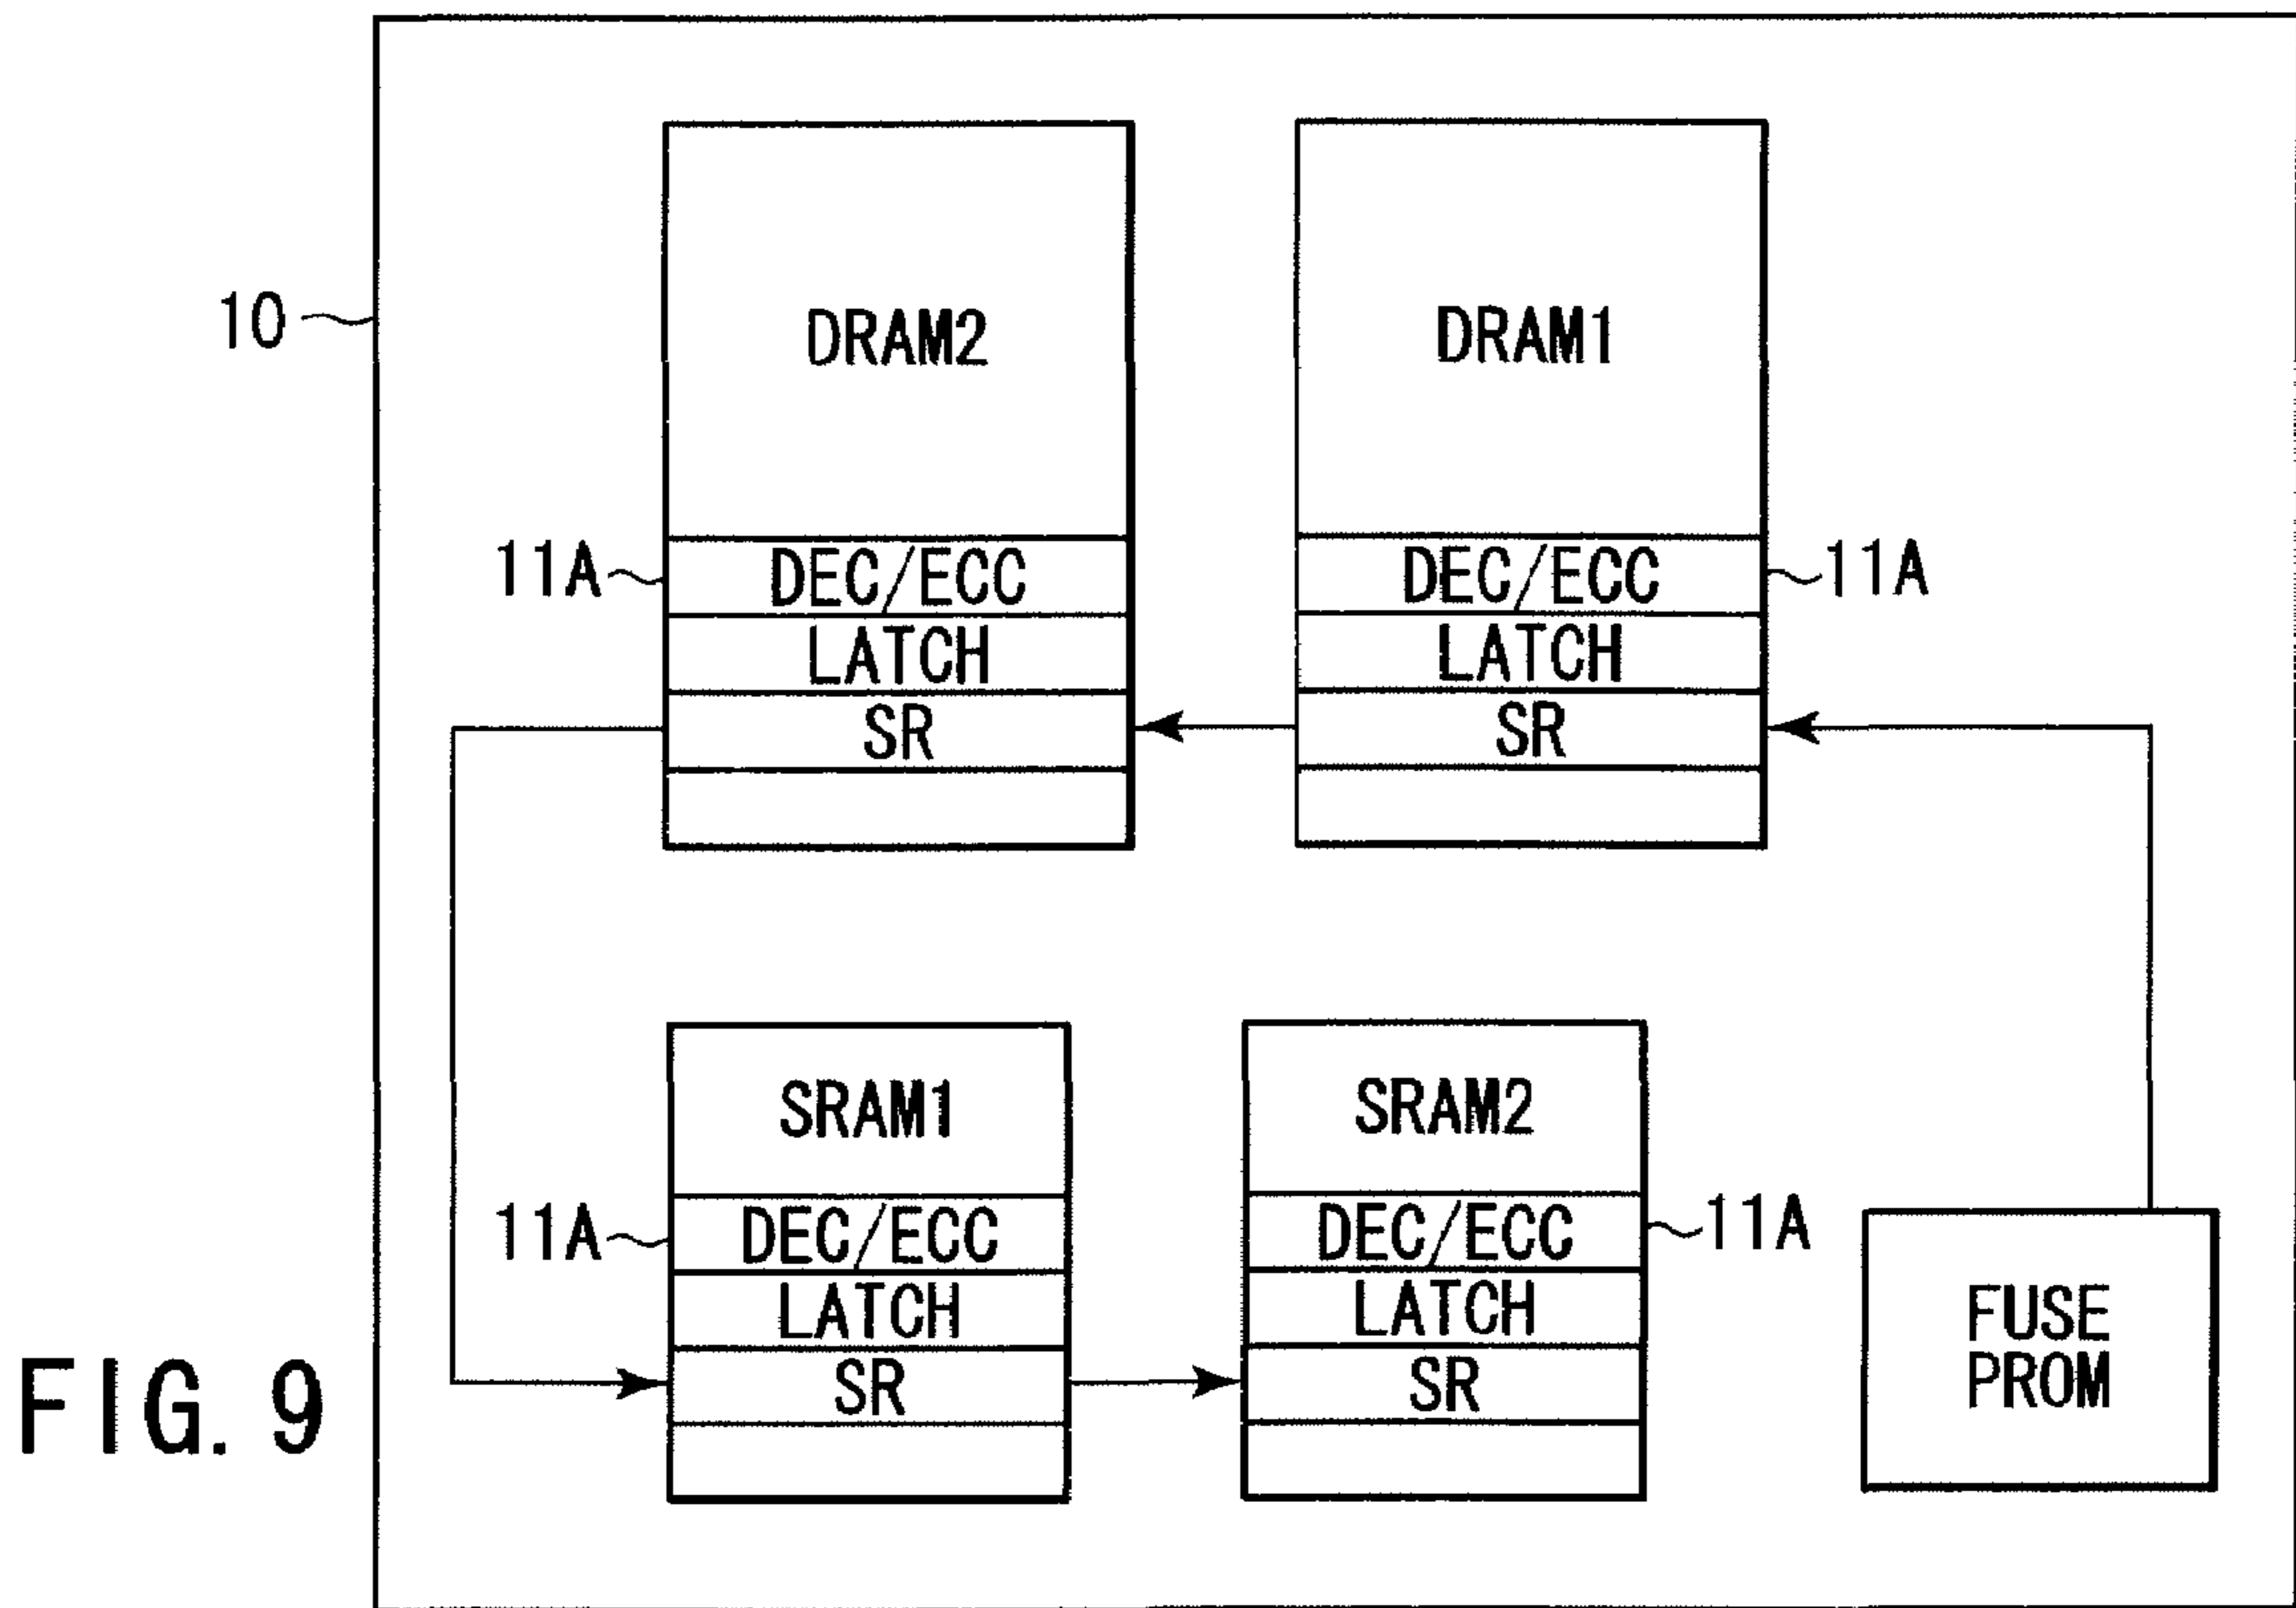 10
DRAM2
DRAM1
11A
DEC/ECC
DEC/ECC
11A
LATCH
LATCH
SR
SR
SRAM1
SRAM2
11A
DEC/ECC
DEC/ECC
11A
LATCH
LATCH
SR
SR
FUSE
PROM
FIG. 9